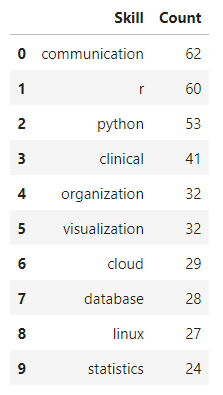 Skill Count
0 communication 62
1 r 60
2 python 53
3 clinical 41
4 organization 32
5 visualization 32
6 cloud 29
7 database 28
8 linux 27
9 statistics 24